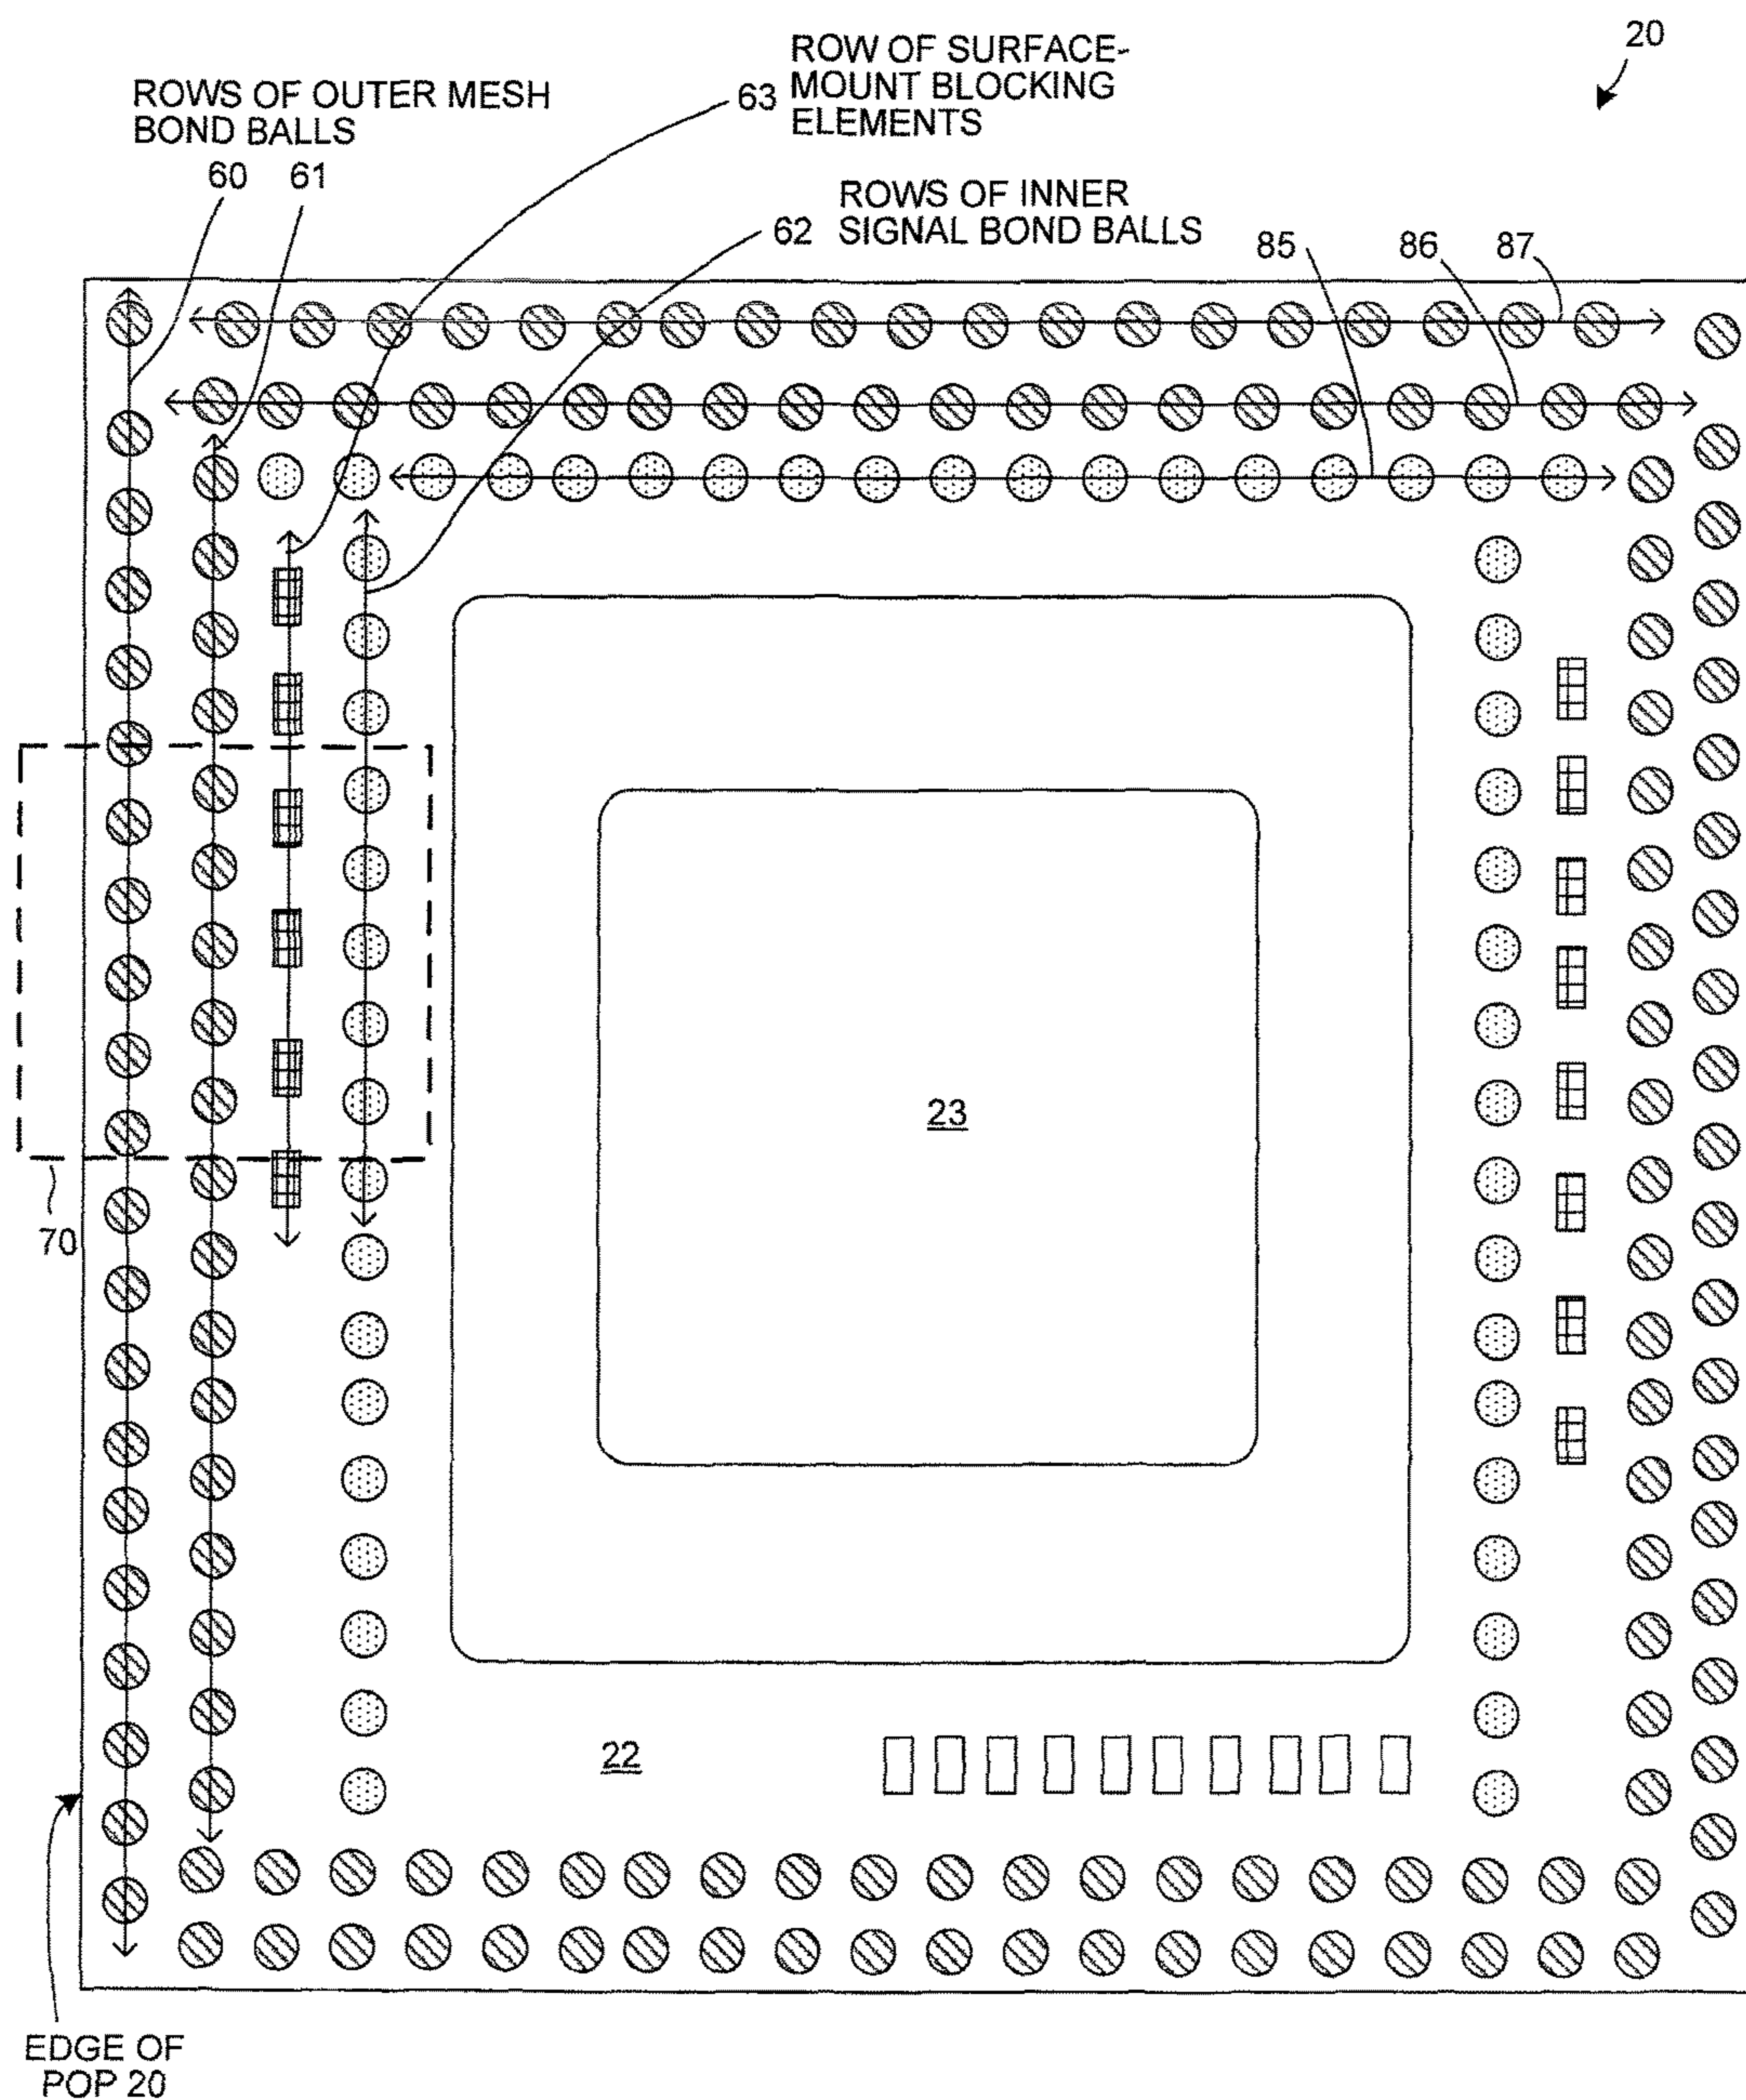 20
ROW OF SURFACE-
63 MOUNT BLOCKING
ELEMENTS
ROWS OF OUTER MESH
BOND BALLS
60 61
ROWS OF INNER
62 SIGNAL BOND BALLS
85 86 87
23
70
22
EDGE OF
POP 20